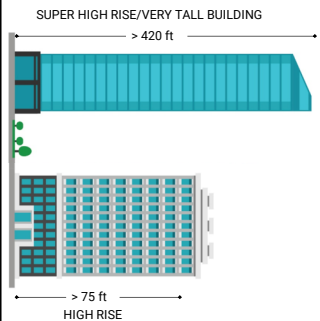 SUPER HIGH RISE/VERY TALL BUILDING
> 420 ft
> 75 ft
HIGH RISE